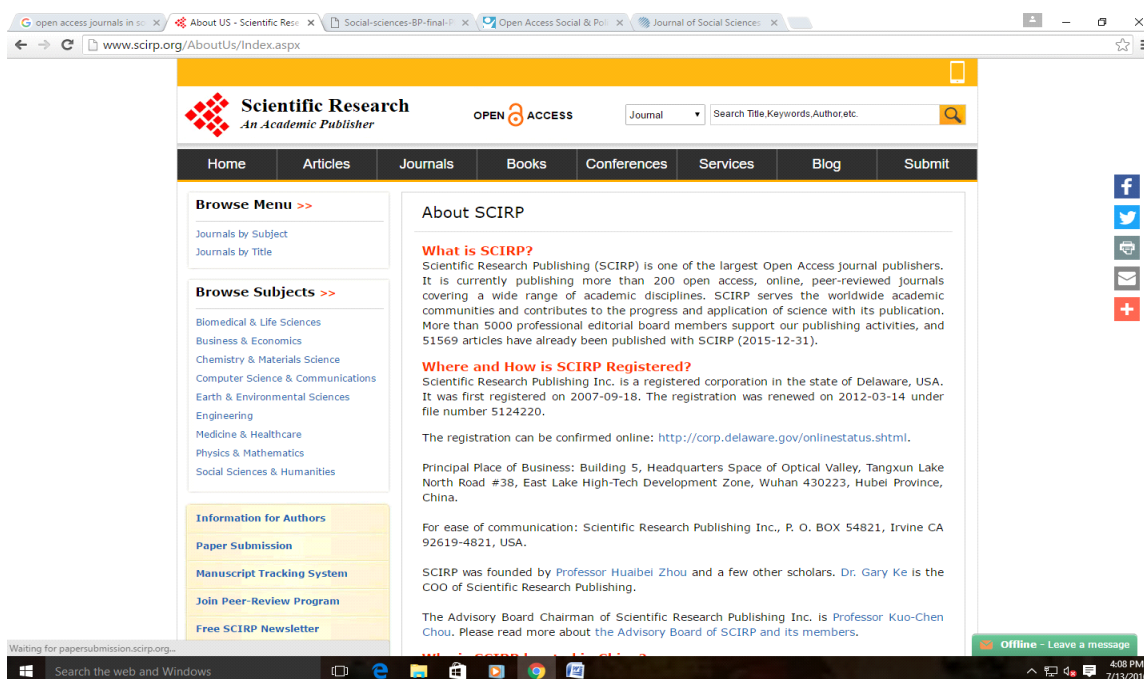 open access journals in so
About US - Scientific Rese
Social-sciences-BP-final-P
Open Access Social & Poli
Journal of Social Sciences
www.scirp.org/AboutUs/Index.aspx
Scientific Research
An Academic Publisher
OPEN ACCESS
Journal
Search Title,Keywords,Author,etc.
Home Articles Journals Books Conferences Services Blog Submit
Browse Menu >>
Journals by Subject
Journals by Title
Browse Subjects >>
Biomedical & Life Sciences
Business & Economics
Chemistry & Materials Science
Computer Science & Communications
Earth & Environmental Sciences
Engineering
Medicine & Healthcare
Physics & Mathematics
Social Sciences & Humanities
Information for Authors
Paper Submission
Manuscript Tracking System
Join Peer-Review Program
Free SCIRP Newsletter
About SCIRP
What is SCIRP?
Scientific Research Publishing (SCIRP) is one of the largest Open Access journal publishers.
It is currently publishing more than 200 open access, online, peer-reviewed journals
covering a wide range of academic disciplines. SCIRP serves the worldwide academic
communities and contributes to the progress and application of science with its publication.
More than 5000 professional editorial board members support our publishing activities, and
51569 articles have already been published with SCIRP (2015-12-31).
Where and How is SCIRP Registered?
Scientific Research Publishing Inc. is a registered corporation in the state of Delaware, USA.
It was first registered on 2007-09-18. The registration was renewed on 2012-03-14 under
file number 5124220.
The registration can be confirmed online: http://corp.delaware.gov/onlinestatus.shtml.
Principal Place of Business: Building 5, Headquarters Space of Optical Valley, Tangxun Lake
North Road #38, East Lake High-Tech Development Zone, Wuhan 430223, Hubei Province,
China.
For ease of communication: Scientific Research Publishing Inc., P. O. BOX 54821, Irvine CA
92619-4821, USA.
SCIRP was founded by Professor Huaibei Zhou and a few other scholars. Dr. Gary Ke is the
COO of Scientific Research Publishing.
The Advisory Board Chairman of Scientific Research Publishing Inc. is Professor Kuo-Chen
Chou. Please read more about the Advisory Board of SCIRP and its members.
Waiting for papersubmission.scirp.org...
Offline - Leave a message
Search the web and Windows
4:08 PM
7/13/201